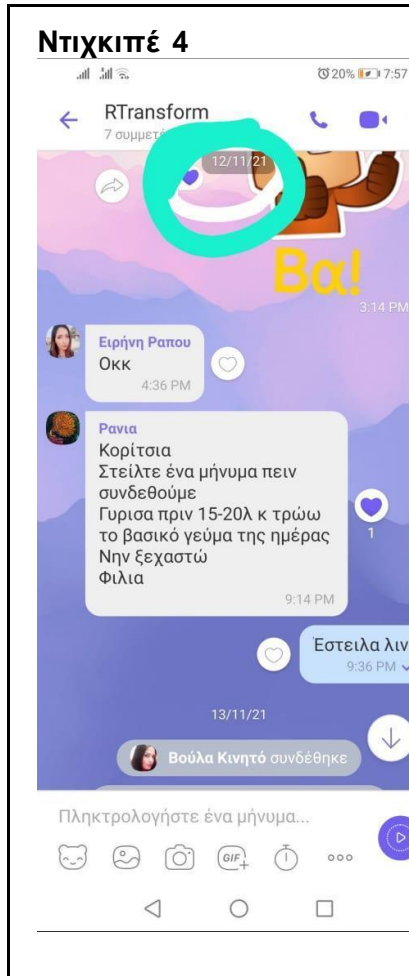 Ντιχκιπέ 4
20% 7:57
RTransform
12/11/21
Βα!
3:14 PM
Ειρήνη Ραπου
Οκκ
4:36 PM
Ρανια
Κορίτσια
Στείλτε ένα μήνυμα πειν
συνδεθούμε
Γυρισα πριν 15-20λ κ τρώω
το βασικό γεύμα της ημέρας
Νην ξεχαστώ
Φιλια
1
9:14 PM
Έστειλα λιν
9:36 PM
13/11/21
Βούλα Κινητό συνδέθηκε
Πληκτρολογήστε ένα μήνυμα...
GIF